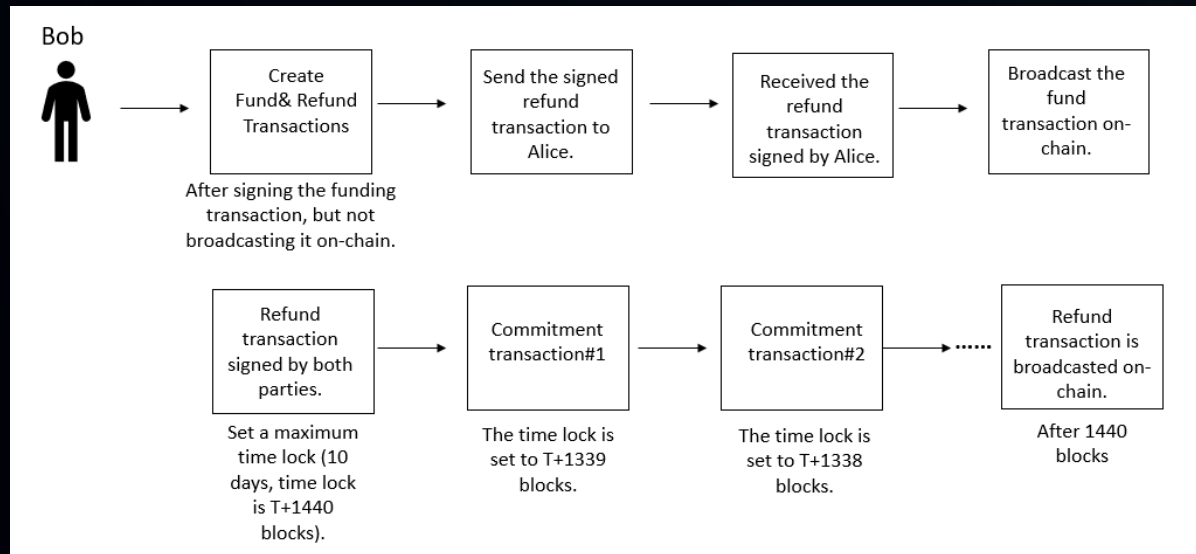 Bob
Create
Fund& Refund
Transactions
Send the signed
refund
transaction to
Alice.
Received the
refund
transaction
signed by Alice.
Broadcast the
fund
transaction on-
chain.
After signing the funding
transaction, but not
broadcasting it on-chain.
Refund
transaction
signed by both
parties.
Commitment
transaction#1
Commitment
transaction#2
......
Refund
transaction is
broadcasted on-
chain.
Set a maximum
time lock (10
days, time lock
is T+1440
blocks).
The time lock is
set to T+1339
blocks.
The time lock is
set to T+1338
blocks.
After 1440
blocks